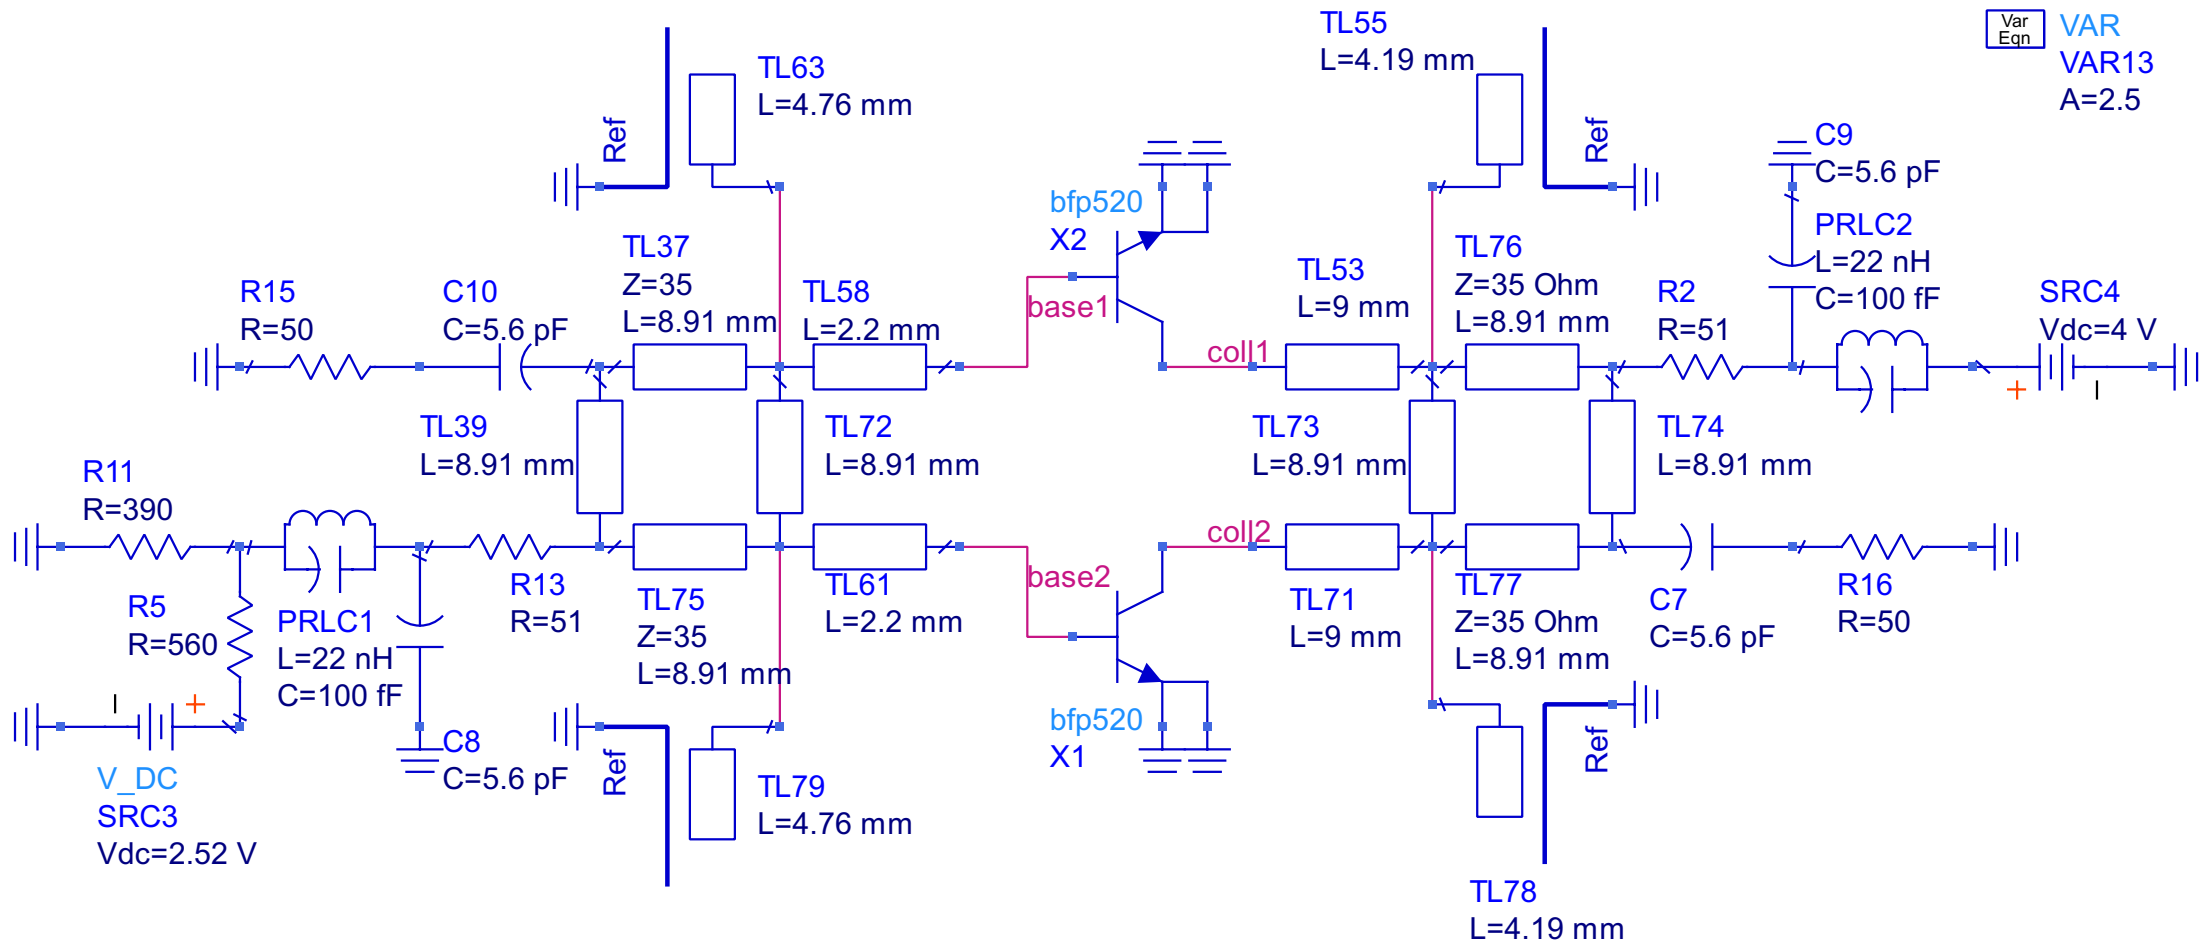 TL55
L=4.19 mm
Var
Eqn
VAR
VAR13
A=2.5
TL63
L=4.76 mm
Ref
Ref
C9
C=5.6 pF
bfp520
X2
PRLC2
L=22 nH
C=100 fF
TL37
Z=35
L=8.91 mm
TL76
Z=35 Ohm
L=8.91 mm
TL53
L=9 mm
R15
R=50
C10
C=5.6 pF
TL58
L=2.2 mm
base1
R2
R=51
SRC4
Vdc=4 V
coll1
+
–
TL39
L=8.91 mm
TL72
L=8.91 mm
TL73
L=8.91 mm
TL74
L=8.91 mm
R11
R=390
coll2
base2
R5
R=560
PRLC1
L=22 nH
C=100 fF
R13
R=51
TL75
Z=35
L=8.91 mm
TL61
L=2.2 mm
TL71
L=9 mm
TL77
Z=35 Ohm
L=8.91 mm
C7
C=5.6 pF
R16
R=50
–
+
bfp520
X1
C8
C=5.6 pF
Ref
Ref
V_DC
SRC3
Vdc=2.52 V
TL79
L=4.76 mm
TL78
L=4.19 mm